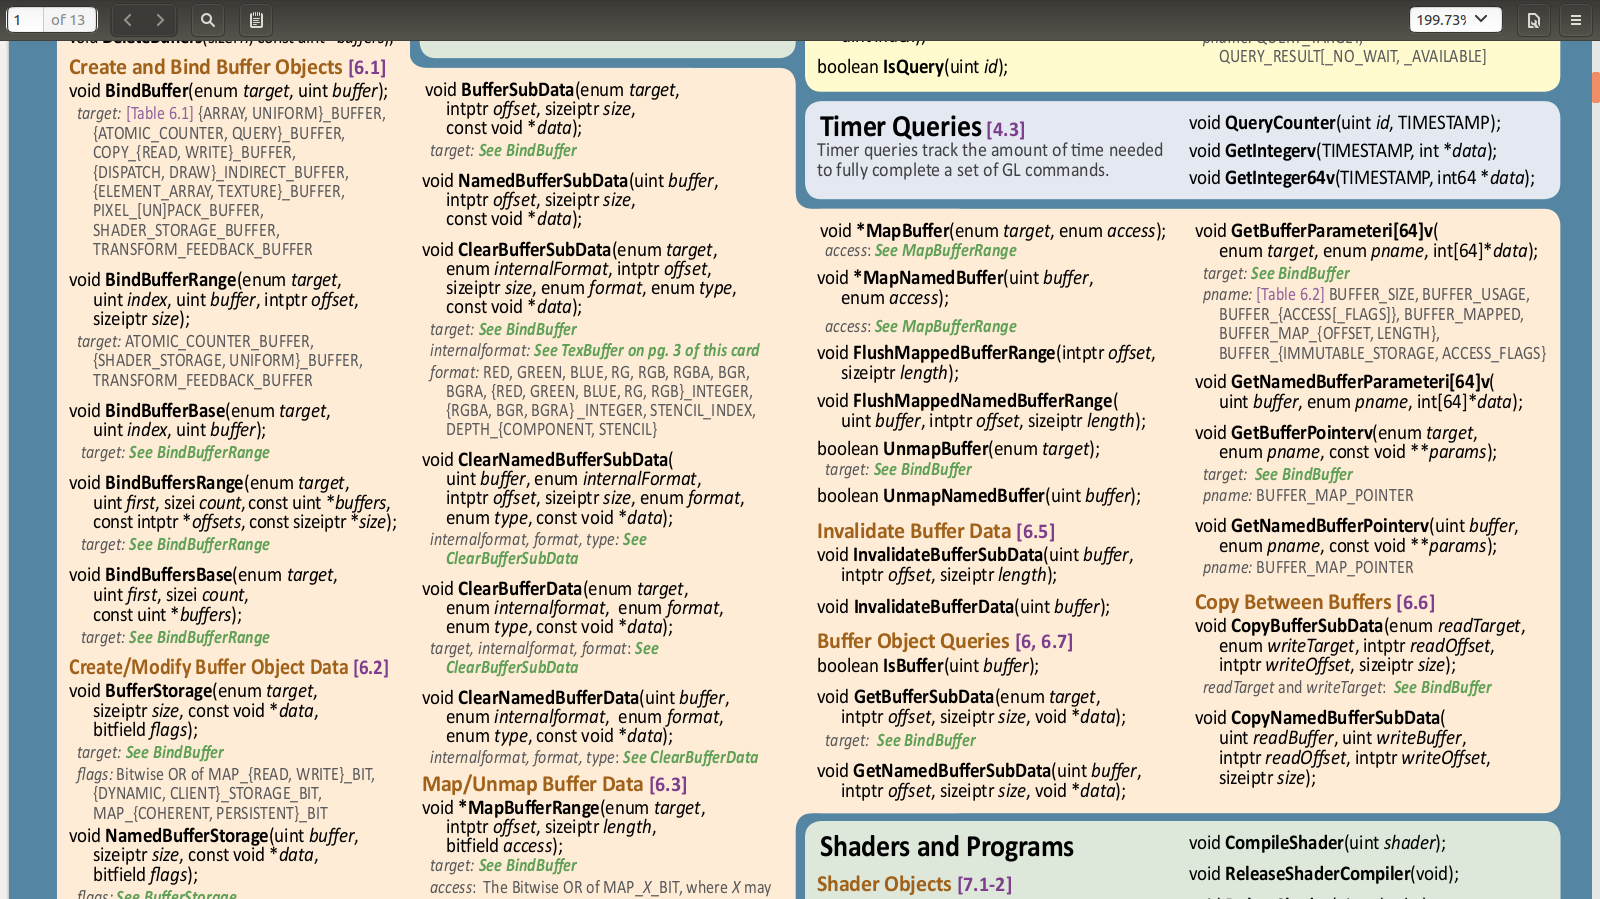 1
of 13
199.73%
void DeleteBuffers(sizei n, const uint *buffers);
Create and Bind Buffer Objects [6.1]
void BindBuffer(enum target, uint buffer);
target: [Table 6.1] {ARRAY, UNIFORM}_BUFFER,
{ATOMIC_COUNTER, QUERY}_BUFFER,
COPY_{READ, WRITE}_BUFFER,
{DISPATCH, DRAW}_INDIRECT_BUFFER,
{ELEMENT_ARRAY, TEXTURE}_BUFFER,
PIXEL_[UN]PACK_BUFFER,
SHADER_STORAGE_BUFFER,
TRANSFORM_FEEDBACK_BUFFER
void BindBufferRange(enum target,
uint index, uint buffer, intptr offset,
sizeiptr size);
target: ATOMIC_COUNTER_BUFFER,
{SHADER_STORAGE, UNIFORM}_BUFFER,
TRANSFORM_FEEDBACK_BUFFER
void BindBufferBase(enum target,
uint index, uint buffer);
target: See BindBufferRange
void BindBuffersRange(enum target,
uint first, sizei count, const uint *buffers,
const intptr *offsets, const sizeiptr *size);
target: See BindBufferRange
void BindBuffersBase(enum target,
uint first, sizei count,
const uint *buffers);
target: See BindBufferRange
Create/Modify Buffer Object Data [6.2]
void BufferStorage(enum target,
sizeiptr size, const void *data,
bitfield flags);
target: See BindBuffer
flags: Bitwise OR of MAP_{READ, WRITE}_BIT,
{DYNAMIC, CLIENT}_STORAGE_BIT,
MAP_{COHERENT, PERSISTENT}_BIT
void NamedBufferStorage(uint buffer,
sizeiptr size, const void *data,
bitfield flags);
flags: See BufferStorage
void BufferSubData(enum target,
intptr offset, sizeiptr size,
const void *data);
target: See BindBuffer
void NamedBufferSubData(uint buffer,
intptr offset, sizeiptr size,
const void *data);
void ClearBufferSubData(enum target,
enum internalFormat, intptr offset,
sizeiptr size, enum format, enum type,
const void *data);
target: See BindBuffer
internalformat: See TexBuffer on pg. 3 of this card
format: RED, GREEN, BLUE, RG, RGB, RGBA, BGR,
BGRA, {RED, GREEN, BLUE, RG, RGB}_INTEGER,
{RGBA, BGR, BGRA} _INTEGER, STENCIL_INDEX,
DEPTH_{COMPONENT, STENCIL}
void ClearNamedBufferSubData(
uint buffer, enum internalFormat,
intptr offset, sizeiptr size, enum format,
enum type, const void *data);
internalformat, format, type: See
ClearBufferSubData
void ClearBufferData(enum target,
enum internalformat, enum format,
enum type, const void *data);
target, internalformat, format: See
ClearBufferSubData
void ClearNamedBufferData(uint buffer,
enum internalformat, enum format,
enum type, const void *data);
internalformat, format, type: See ClearBufferData
Map/Unmap Buffer Data [6.3]
void *MapBufferRange(enum target,
intptr offset, sizeiptr length,
bitfield access);
target: See BindBuffer
access: The Bitwise OR of MAP_X_BIT, where X may
boolean IsQuery(uint id);
QUERY_RESULT[_NO_WAIT, _AVAILABLE]
Timer Queries [4.3]
Timer queries track the amount of time needed
to fully complete a set of GL commands.
void QueryCounter(uint id, TIMESTAMP);
void GetIntegerv(TIMESTAMP, int *data);
void GetInteger64v(TIMESTAMP, int64 *data);
void *MapBuffer(enum target, enum access);
access: See MapBufferRange
void *MapNamedBuffer(uint buffer,
enum access);
access: See MapBufferRange
void FlushMappedBufferRange(intptr offset,
sizeiptr length);
void FlushMappedNamedBufferRange(
uint buffer, intptr offset, sizeiptr length);
boolean UnmapBuffer(enum target);
target: See BindBuffer
boolean UnmapNamedBuffer(uint buffer);
Invalidate Buffer Data [6.5]
void InvalidateBufferSubData(uint buffer,
intptr offset, sizeiptr length);
void InvalidateBufferData(uint buffer);
Buffer Object Queries [6, 6.7]
boolean IsBuffer(uint buffer);
void GetBufferSubData(enum target,
intptr offset, sizeiptr size, void *data);
target: See BindBuffer
void GetNamedBufferSubData(uint buffer,
intptr offset, sizeiptr size, void *data);
void GetBufferParameteri[64]v(
enum target, enum pname, int[64]*data);
target: See BindBuffer
pname: [Table 6.2] BUFFER_SIZE, BUFFER_USAGE,
BUFFER_{ACCESS[_FLAGS]}, BUFFER_MAPPED,
BUFFER_MAP_{OFFSET, LENGTH},
BUFFER_{IMMUTABLE_STORAGE, ACCESS_FLAGS}
void GetNamedBufferParameteri[64]v(
uint buffer, enum pname, int[64]*data);
void GetBufferPointerv(enum target,
enum pname, const void **params);
target: See BindBuffer
pname: BUFFER_MAP_POINTER
void GetNamedBufferPointerv(uint buffer,
enum pname, const void **params);
pname: BUFFER_MAP_POINTER
Copy Between Buffers [6.6]
void CopyBufferSubData(enum readTarget,
enum writeTarget, intptr readOffset,
intptr writeOffset, sizeiptr size);
readTarget and writeTarget: See BindBuffer
void CopyNamedBufferSubData(
uint readBuffer, uint writeBuffer,
intptr readOffset, intptr writeOffset,
sizeiptr size);
Shaders and Programs
Shader Objects [7.1-2]
void CompileShader(uint shader);
void ReleaseShaderCompiler(void);